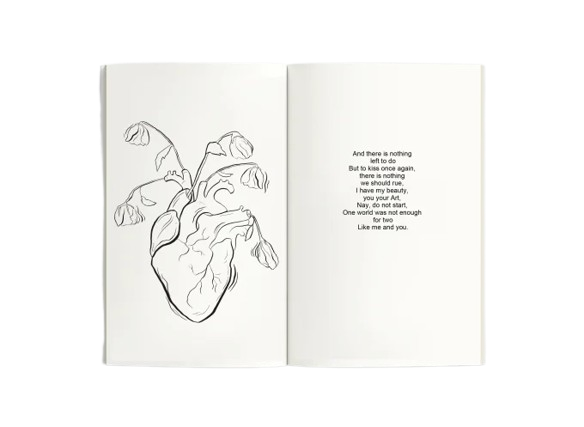 And there is nothing
left to do
But to kiss once again,
there is nothing
we should rue,
I have my beauty,
you your Art,
Nay, do not start,
One world was not enough
for two
Like me and you.